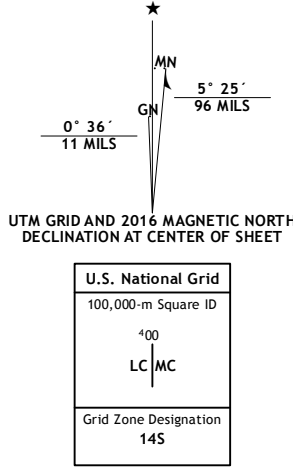 ★
MN
GN
5° 25´
96 MILS
0° 36´
11 MILS
UTM GRID AND 2016 MAGNETIC NORTH
DECLINATION AT CENTER OF SHEET
U.S. National Grid
100,000-m Square ID
⁴00
LC MC
Grid Zone Designation
14S